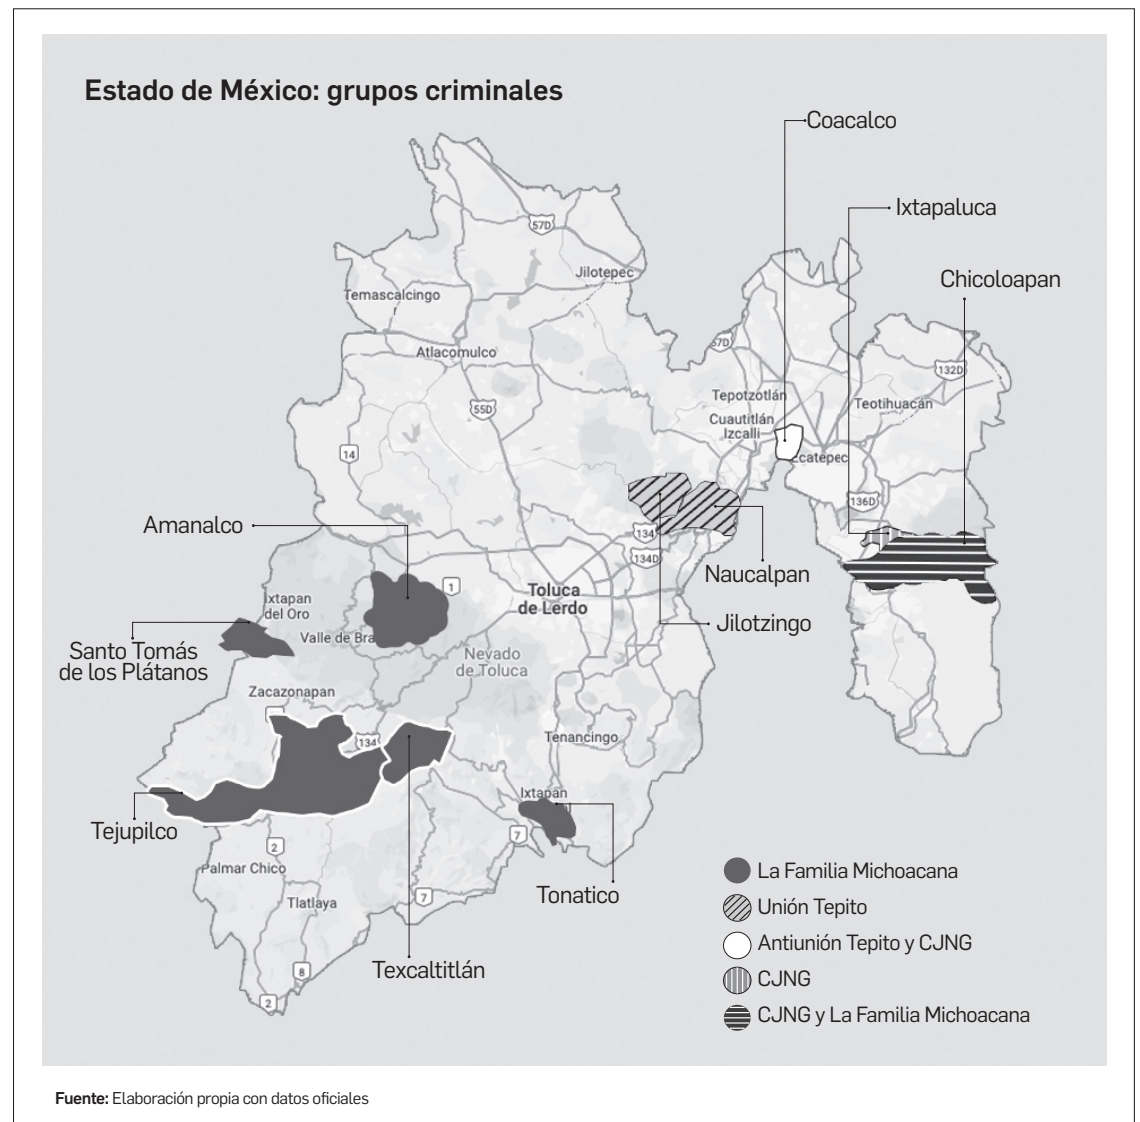 Estado de México: grupos criminales
Coacalco
Ixtapaluca
Chicoloapan
57D
Jilotepec
Temascalcingo
Atlacomulco
57D
132D
Tepotzotlán
Teotihuacán
55D
Cuautitlán
Izcalli
14
Ecatepec
136D
Amanalco
134
134D
Naucalpan
1
Toluca
de Lerdo
Ixtapan
del Oro
Jilotzingo
Valle de Bra
Santo Tomás
de los Plátanos
Nevado
de Toluca
Zacazonapan
134
Tenancingo
Ixtapan
Tejupilco
7
2
Palmar Chico
La Familia Michoacana
Tonatico
7
Tlatlaya
Unión Tepito
Antiunión Tepito y CJNG
Texcaltitlán
8
CJNG
2
CJNG y La Familia Michoacana
Fuente: Elaboración propia con datos oficiales